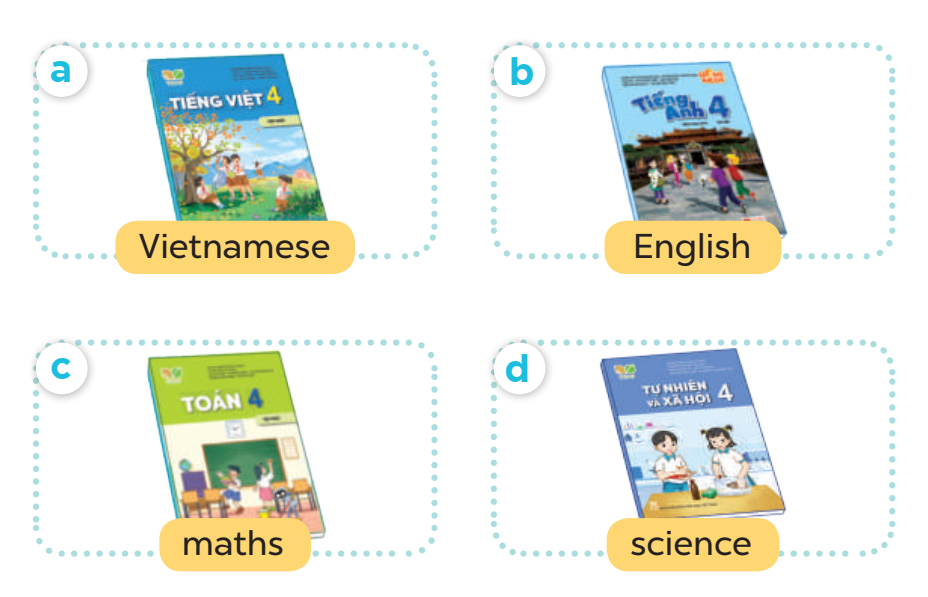 a
TIẾNG VIỆT 4
Vietnamese
b
Tiếng
Anh 4
English
c
TOÁN 4
maths
d
TỰ NHIÊN
VÀ XÃ HỘI 4
science